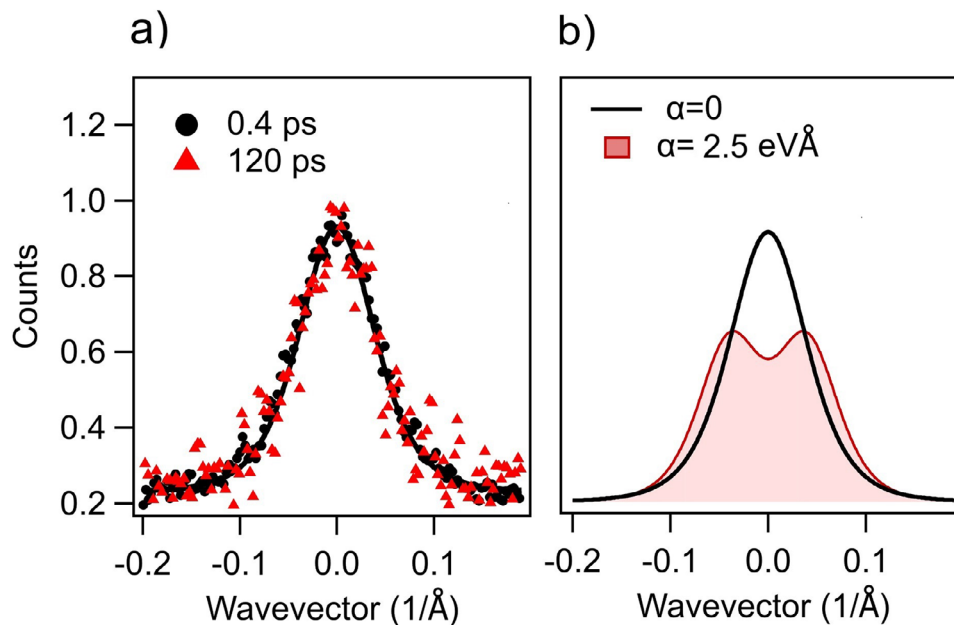 a)
b)
0.4 ps
120 ps
α=0
α= 2.5 eVÅ
Counts
1.2
1.0
0.8
0.6
0.4
0.2
-0.2 -0.1 0.0 0.1
Wavevector (1/Å)
-0.2 -0.1 0.0 0.1
Wavevector (1/Å)